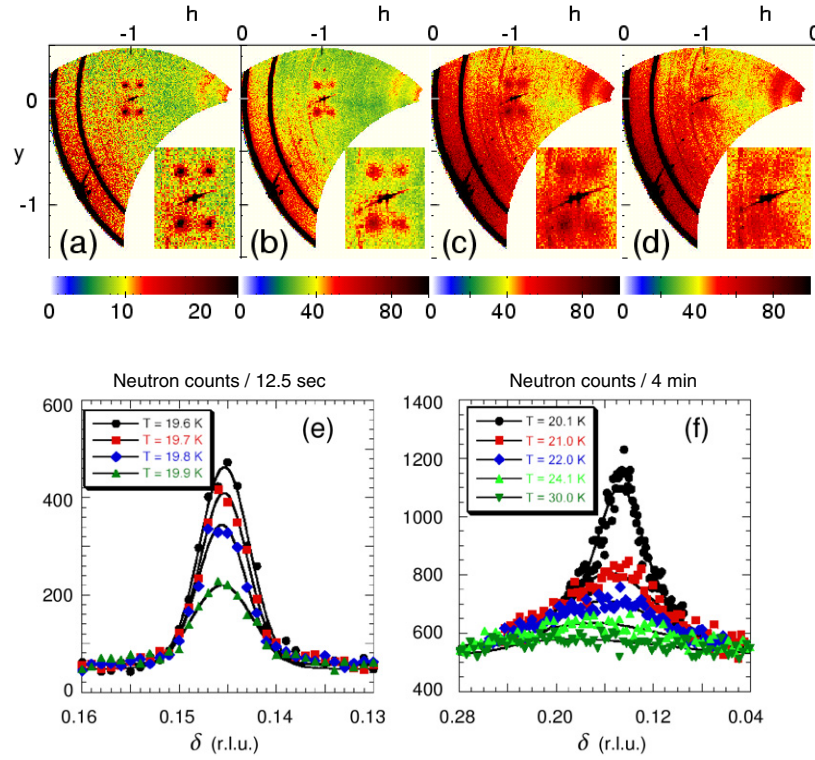 h h h h
-1 0 -1 0 -1 0 -1 0
0
y
-1
(a) (b) (c) (d)
0 10 20 0 40 80 0 40 80 0 40 80
Neutron counts / 12.5 sec
600
400
200
0
(e)
T = 19.6 K
T = 19.7 K
T = 19.8 K
T = 19.9 K
0.16 0.15 0.14 0.13
δ (r.l.u.)
Neutron counts / 4 min
1400
1200
1000
800
600
400
(f)
T = 20.1 K
T = 21.0 K
T = 22.0 K
T = 24.1 K
T = 30.0 K
0.28 0.20 0.12 0.04
δ (r.l.u.)